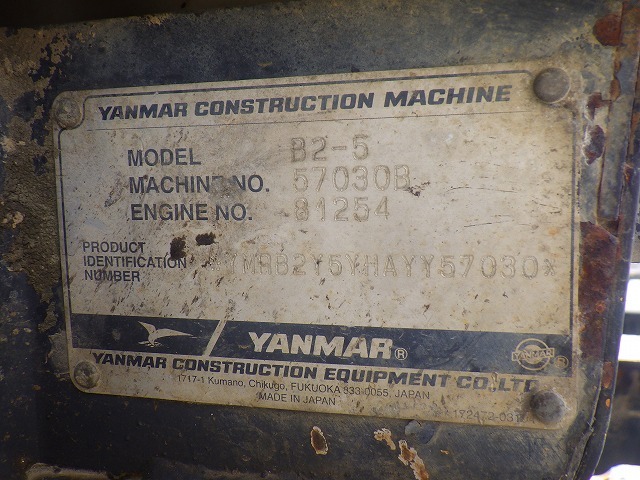 YANMAR CONSTRUCTION MACHINE
MODEL B2-5
MACHINE NO. 57030B
ENGINE NO. 81254
PRODUCT
IDENTIFICATION
NUMBER
YMRB2Y5YHAYY57030*
YANMAR®
YANMAR
YANMAR CONSTRUCTION EQUIPMENT CO.,LTD.
1717-1 Kumano, Chikugo, FUKUOKA 833-0055, JAPAN
MADE IN JAPAN